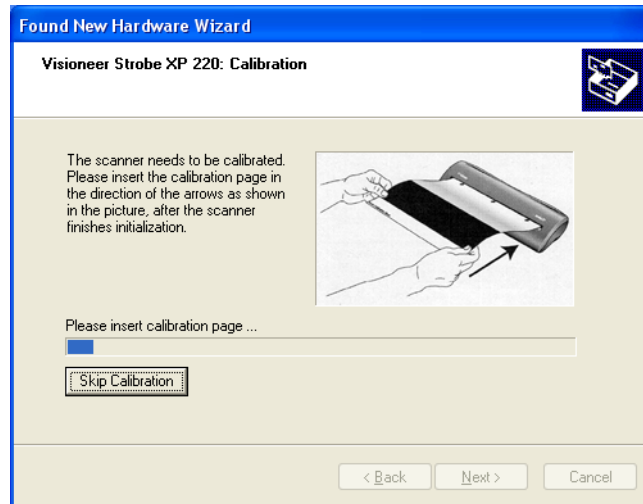 Found New Hardware Wizard
Visioneer Strobe XP 220: Calibration
The scanner needs to be calibrated.
Please insert the calibration page in
the direction of the arrows as shown
in the picture, after the scanner
finishes initialization.
Please insert calibration page ...
Skip Calibration
< Back
Next >
Cancel